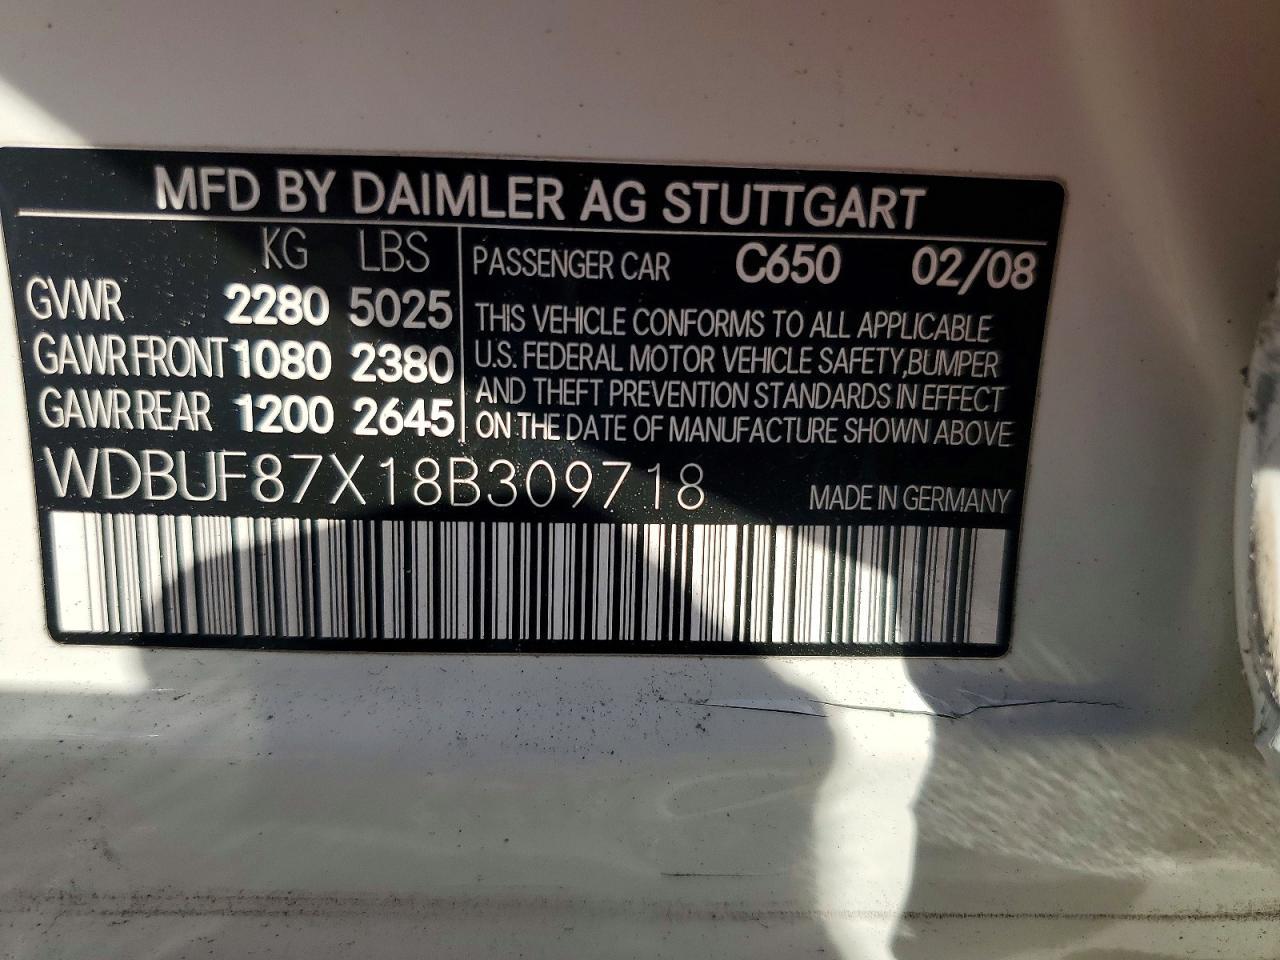 MFD BY DAIMLER AG STUTTGART
KG LBS
GVWR 2280 5025
GAWR FRONT 1080 2380
GAWR REAR 1200 2645
PASSENGER CAR C650 02/08
THIS VEHICLE CONFORMS TO ALL APPLICABLE
U.S. FEDERAL MOTOR VEHICLE SAFETY, BUMPER
AND THEFT PREVENTION STANDARDS IN EFFECT
ON THE DATE OF MANUFACTURE SHOWN ABOVE
WDBUF87X18B309718 MADE IN GERMANY